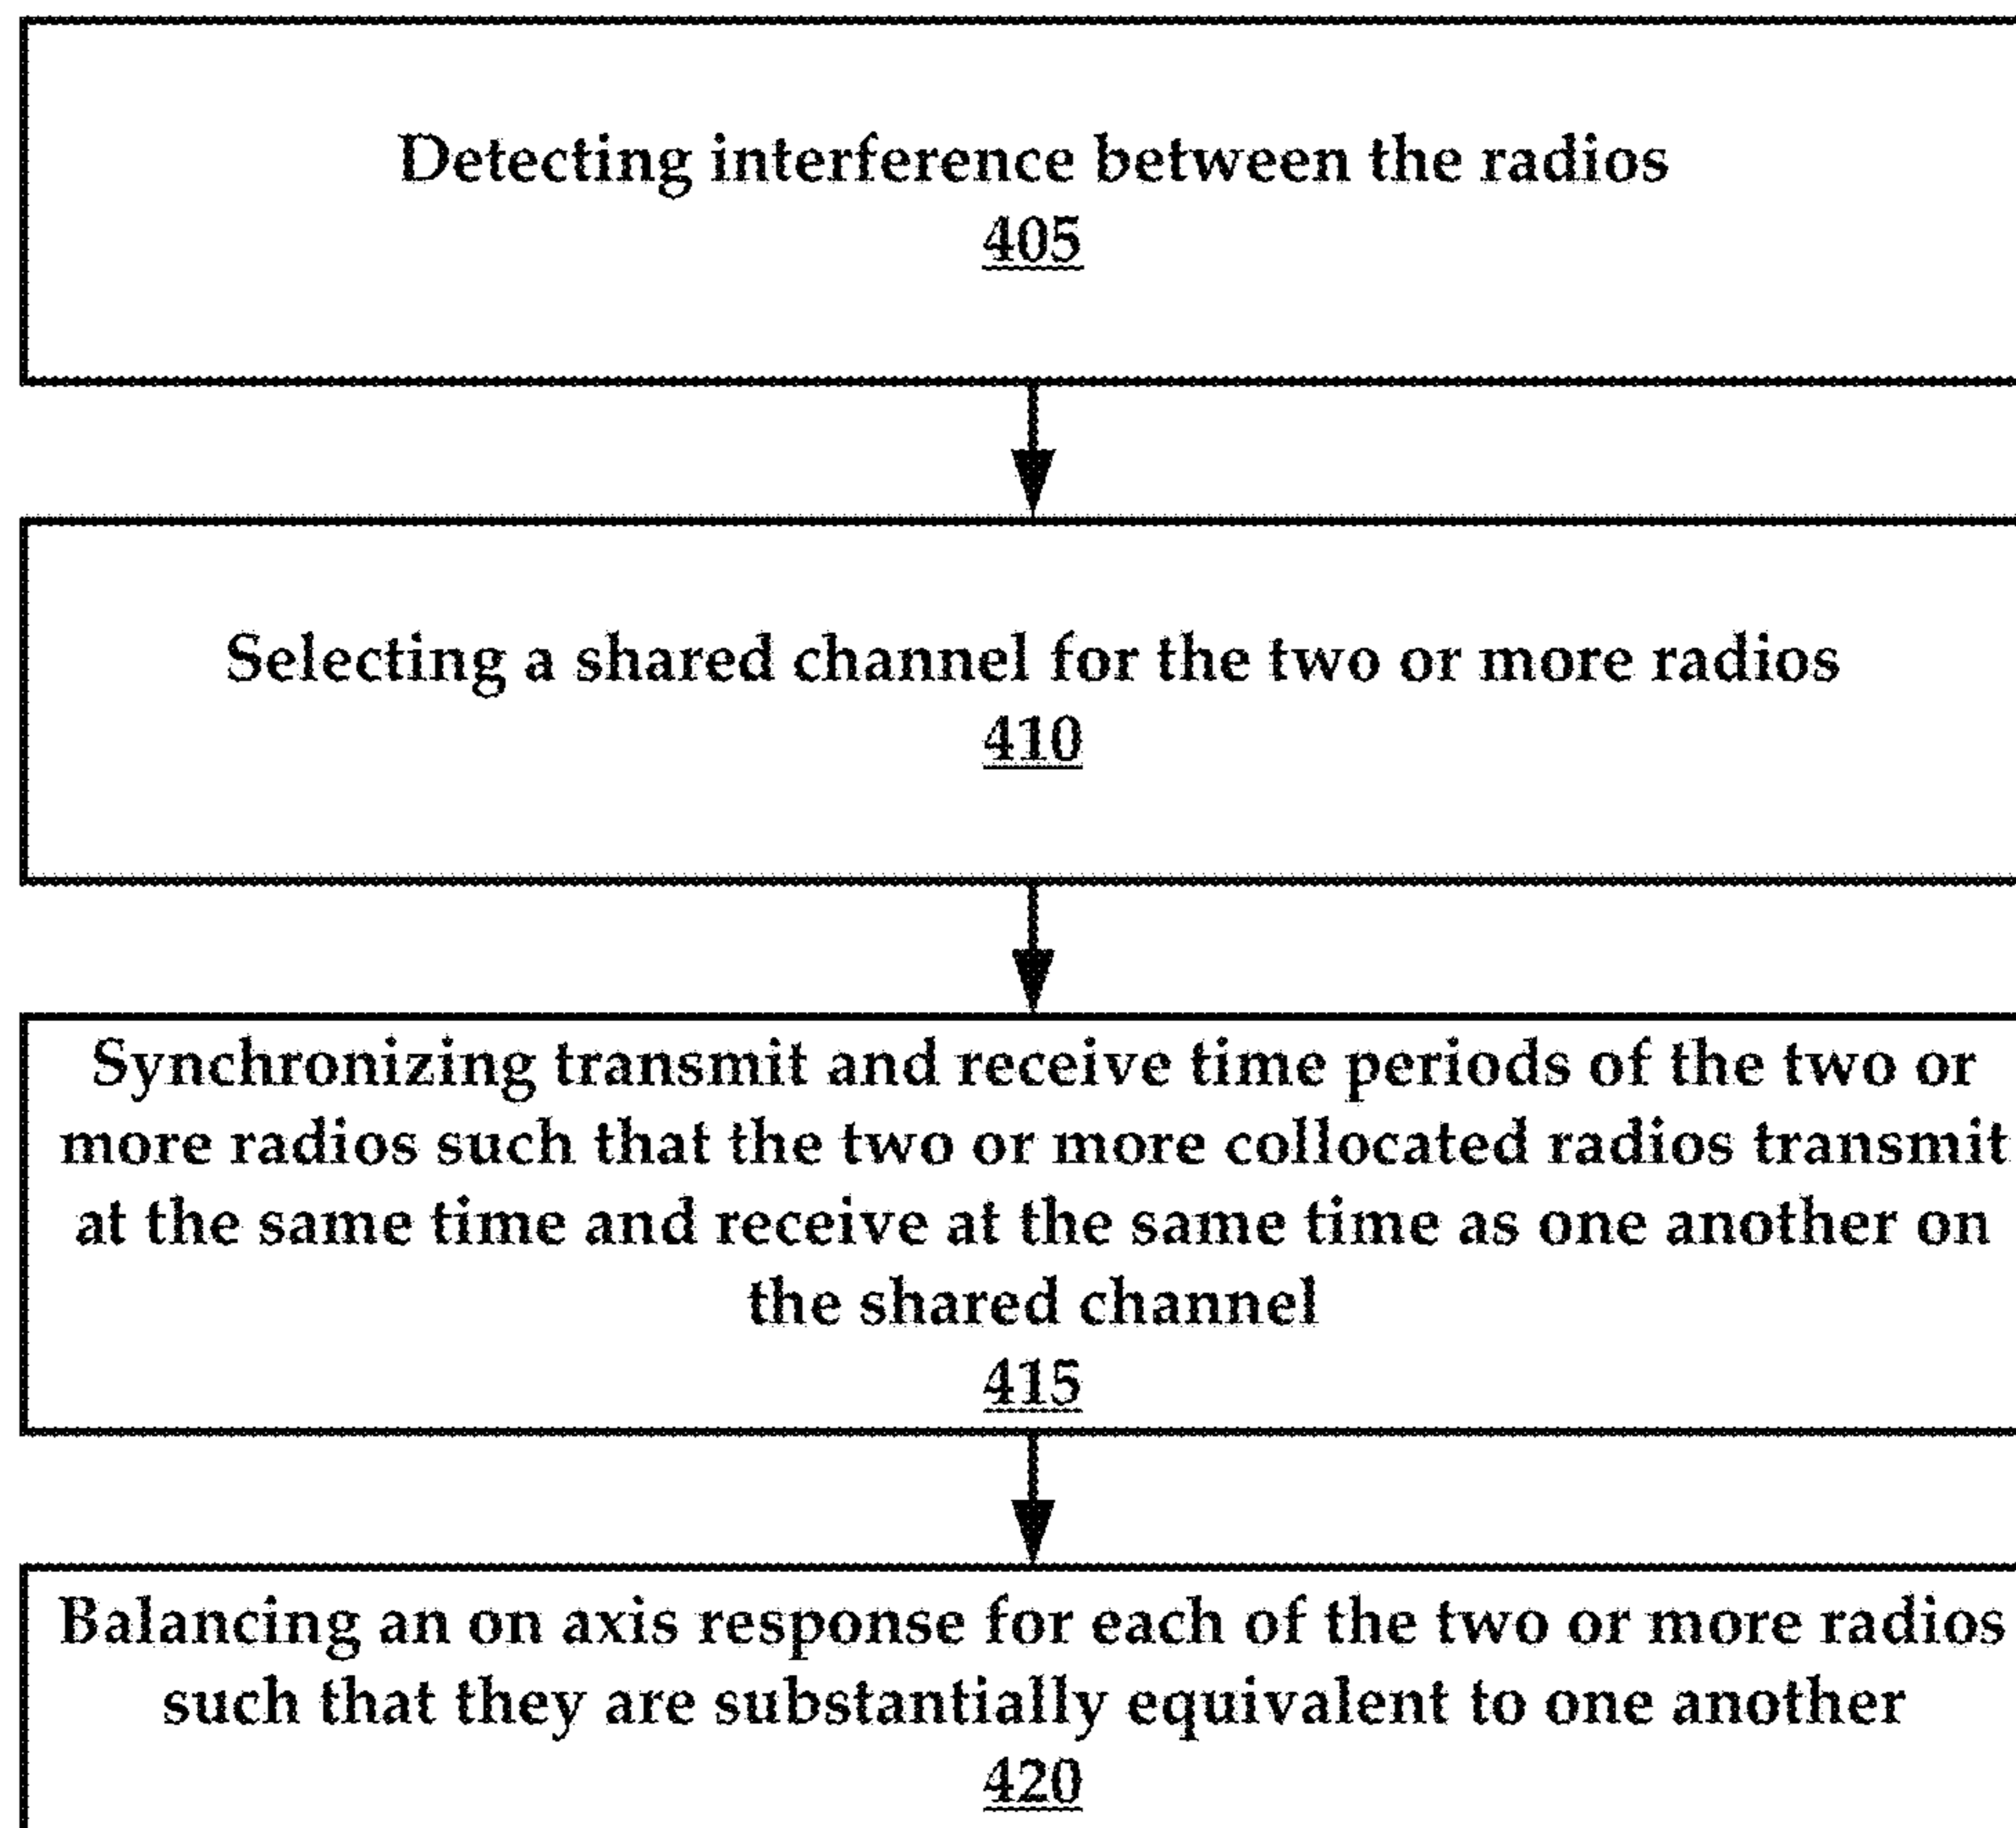 Detecting interference between the radios
405
Selecting a shared channel for the two or more radios
410
Synchronizing transmit and receive time periods of the two or
more radios such that the two or more collocated radios transmit
at the same time and receive at the same time as one another on
the shared channel
415
Balancing an on axis response for each of the two or more radios
such that they are substantially equivalent to one another
420